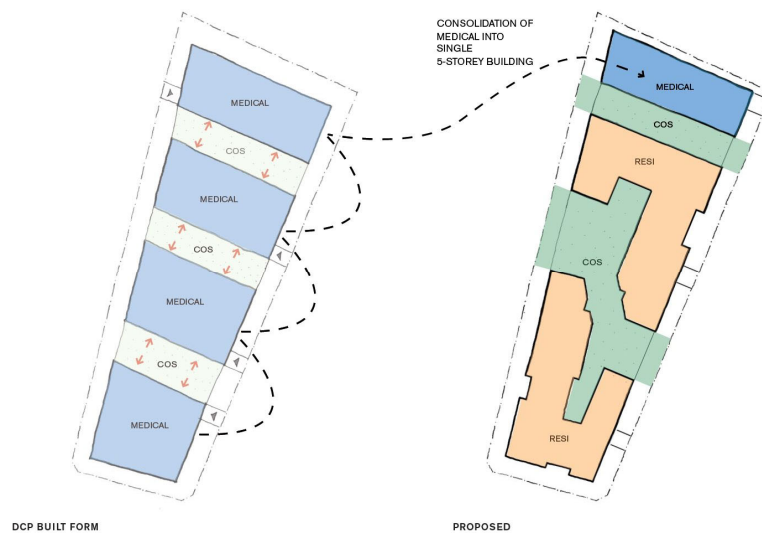 CONSOLIDATION OF
MEDICAL INTO
SINGLE
5-STOREY BUILDING
MEDICAL
COS
MEDICAL
COS
MEDICAL
COS
MEDICAL
MEDICAL
COS
RESI
COS
RESI
DCP BUILT FORM
PROPOSED